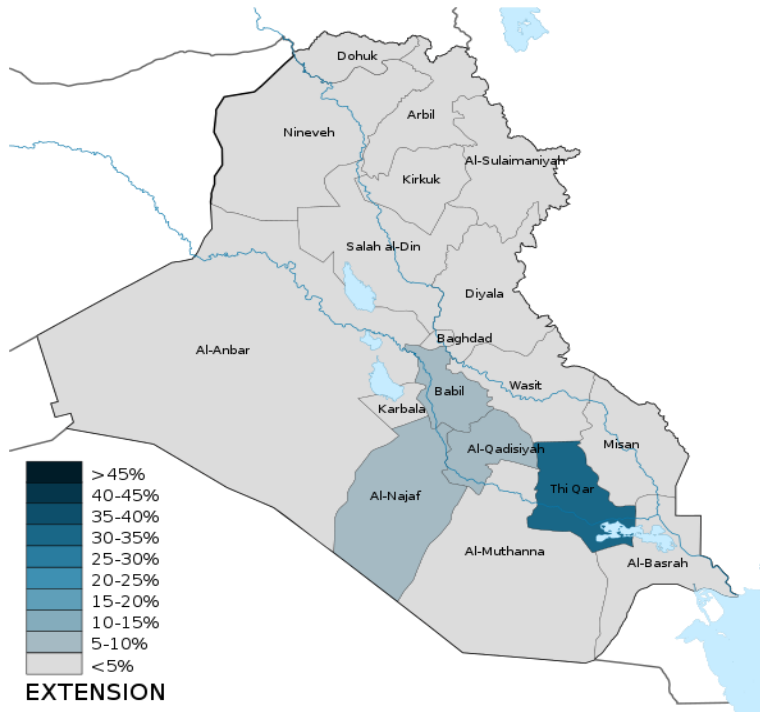 Dohuk
Arbil
Nineveh
Al-Sulaimaniyah
Kirkuk
Salah al-Din
Diyala
Baghdad
Al-Anbar
Wasit
Babil
Karbala
Misan
Al-Qadisiyah
Al-Najaf
Thi Qar
Al-Muthanna
Al-Basrah
>45%
40-45%
35-40%
30-35%
25-30%
20-25%
15-20%
10-15%
5-10%
<5%
EXTENSION